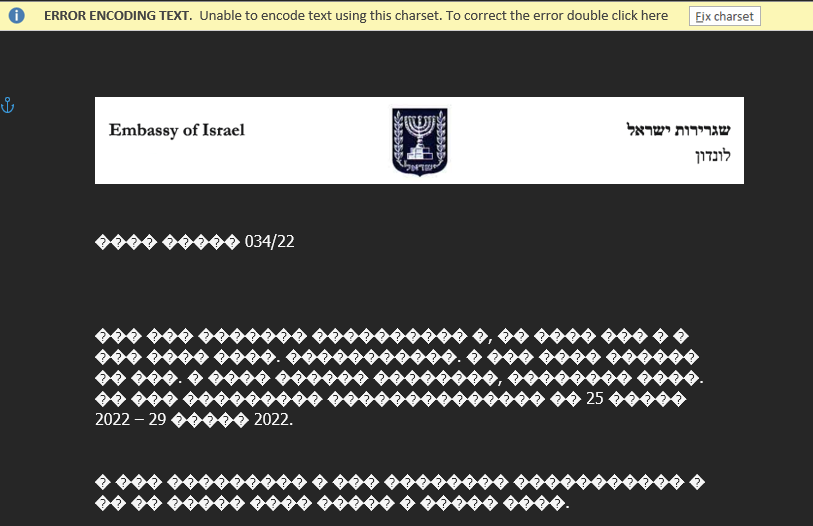 ERROR ENCODING TEXT. Unable to encode text using this charset. To correct the error double click here Fix charset
Embassy of Israel
שגרירות ישראל
לונדון
ישראל
���� ����� 034/22
��� ��� ������� ���������� �, �� ���� ��� � �
��� ���� ����. �����������. � ��� ���� ������
�� ���. � ���� ������ ��������, �������� ����.
�� ��� ��������� �������������� �� 25 �����
2022 – 29 ����� 2022.
� ��� ��������� � ��� �������� ����������� �
�� �� ����� ���� ����� � ����� ����.